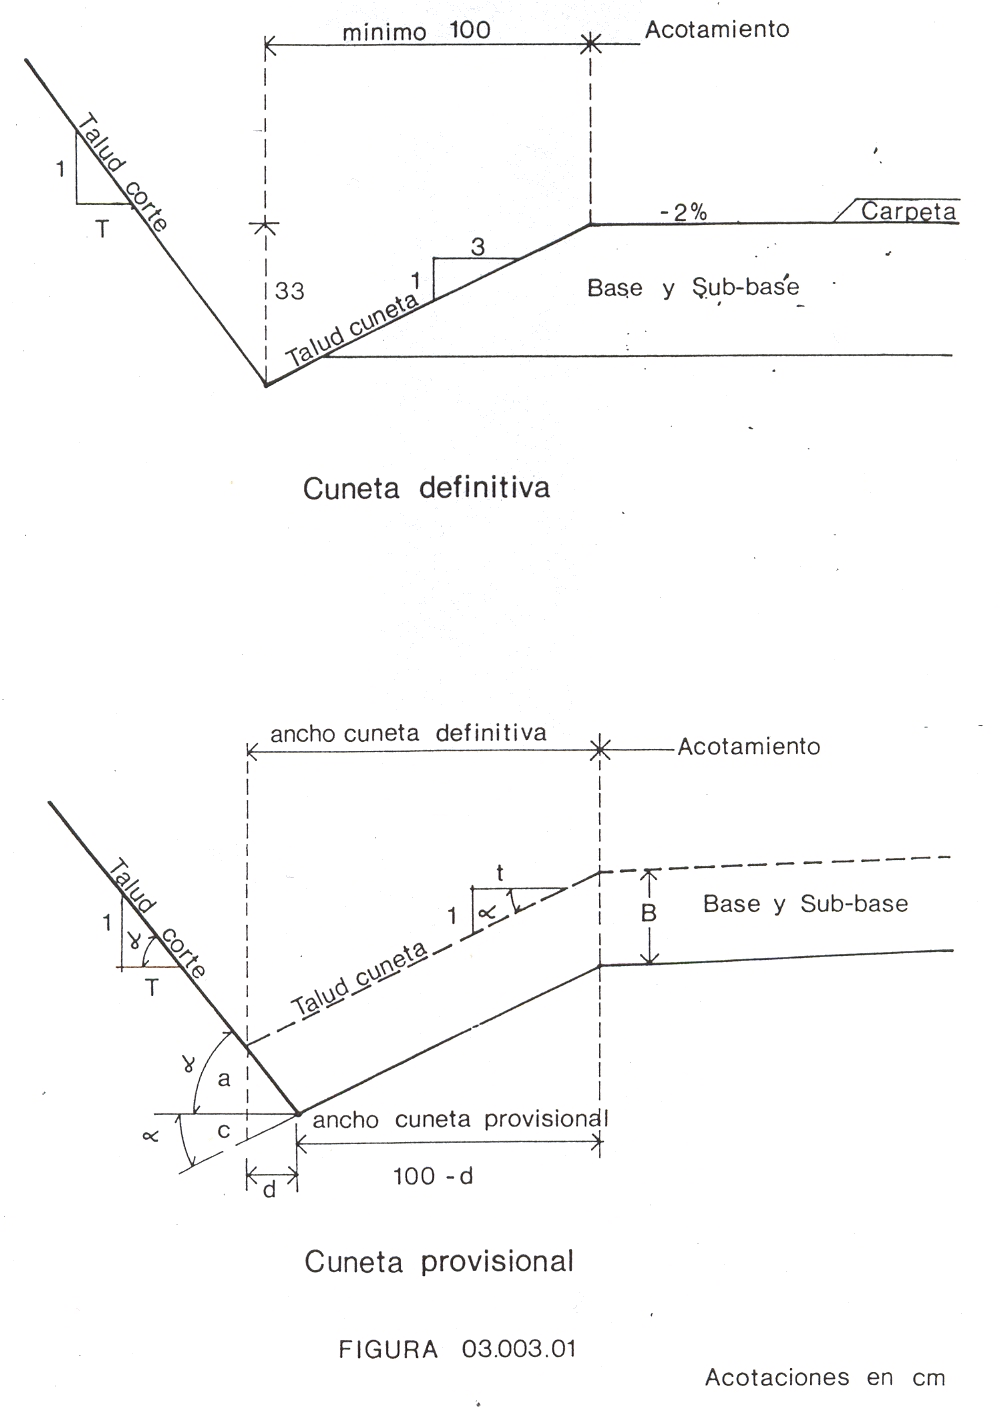 mínimo 100
Acotamiento
Talud corte
1
T
-2%
Carpeta
3
1
33
Talud cuneta
Base y Sub-base
Cuneta definitiva
ancho cuneta definitiva
Acotamiento
Talud corte
1
γ
T
t
1
α
B
Base y Sub-base
Talud cuneta
γ
a
α
c
ancho cuneta provisional
d
100 - d
Cuneta provisional
FIGURA 03.003.01
Acotaciones en cm